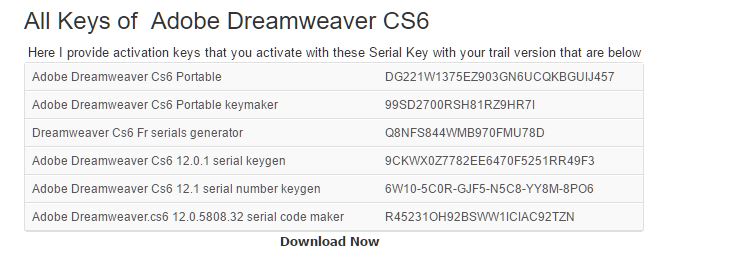 All Keys of Adobe Dreamweaver CS6
Here I provide activation keys that you activate with these Serial Key with your trail version that are below
Adobe Dreamweaver Cs6 Portable DG221W1375EZ903GN6UCQKBGUIJ457
Adobe Dreamweaver Cs6 Portable keymaker 99SD2700RSH81RZ9HR7I
Dreamweaver Cs6 Fr serials generator Q8NFS844WMB970FMU78D
Adobe Dreamweaver Cs6 12.0.1 serial keygen 9CKWX0Z7782EE6470F5251RR49F3
Adobe Dreamweaver Cs6 12.1 serial number keygen 6W10-5C0R-GJF5-N5C8-YY8M-8PO6
Adobe Dreamweaver.cs6 12.0.5808.32 serial code maker R45231OH92BSWW1ICIAC92TZN
Download Now